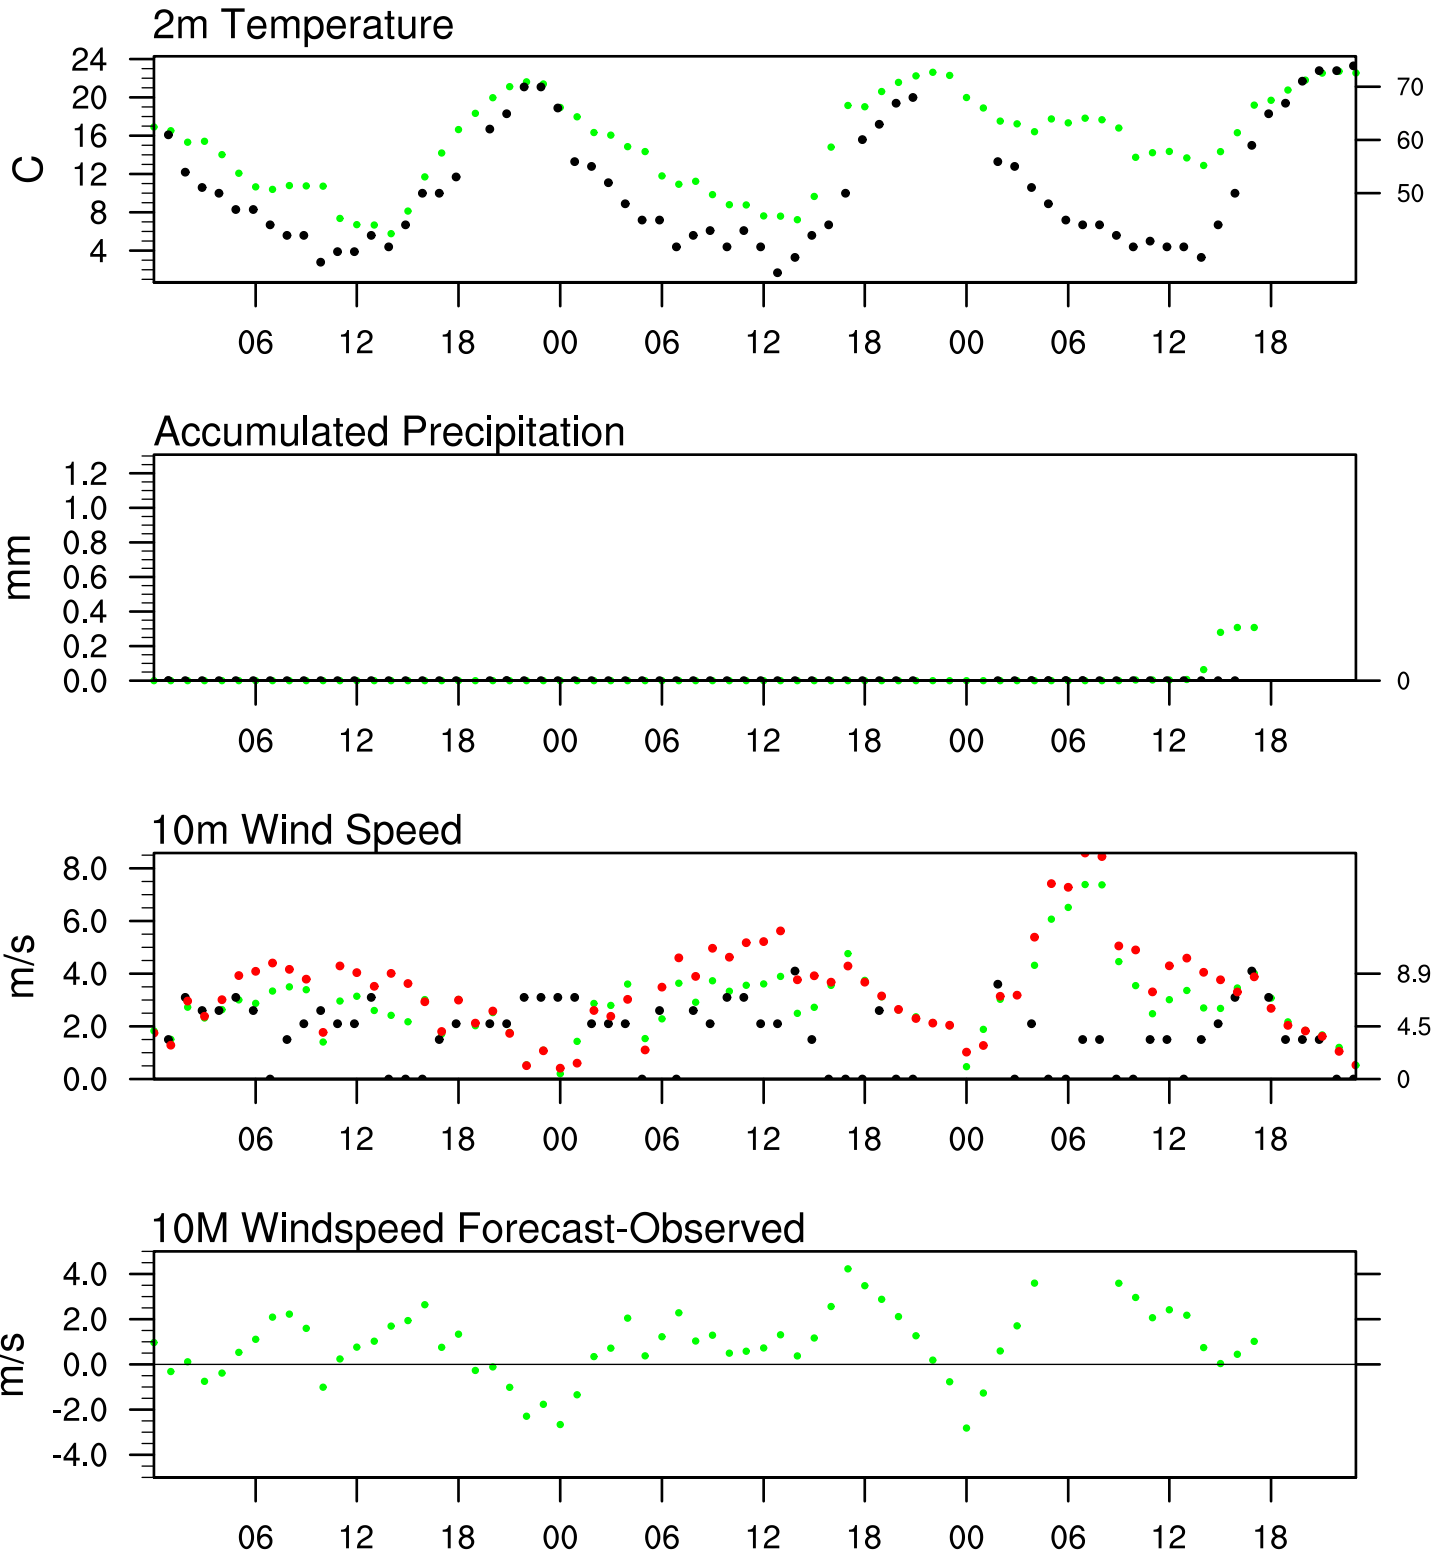 2m Temperature
24
20
16
12
8
4
C
70
60
50
06 12 18 00 06 12 18 00 06 12 18
Accumulated Precipitation
1.2
1.0
0.8
0.6
0.4
0.2
0.0
mm
0
06 12 18 00 06 12 18 00 06 12 18
10m Wind Speed
8.0
6.0
4.0
2.0
0.0
m/s
8.9
4.5
0
06 12 18 00 06 12 18 00 06 12 18
10M Windspeed Forecast-Observed
4.0
2.0
0.0
-2.0
-4.0
m/s
06 12 18 00 06 12 18 00 06 12 18